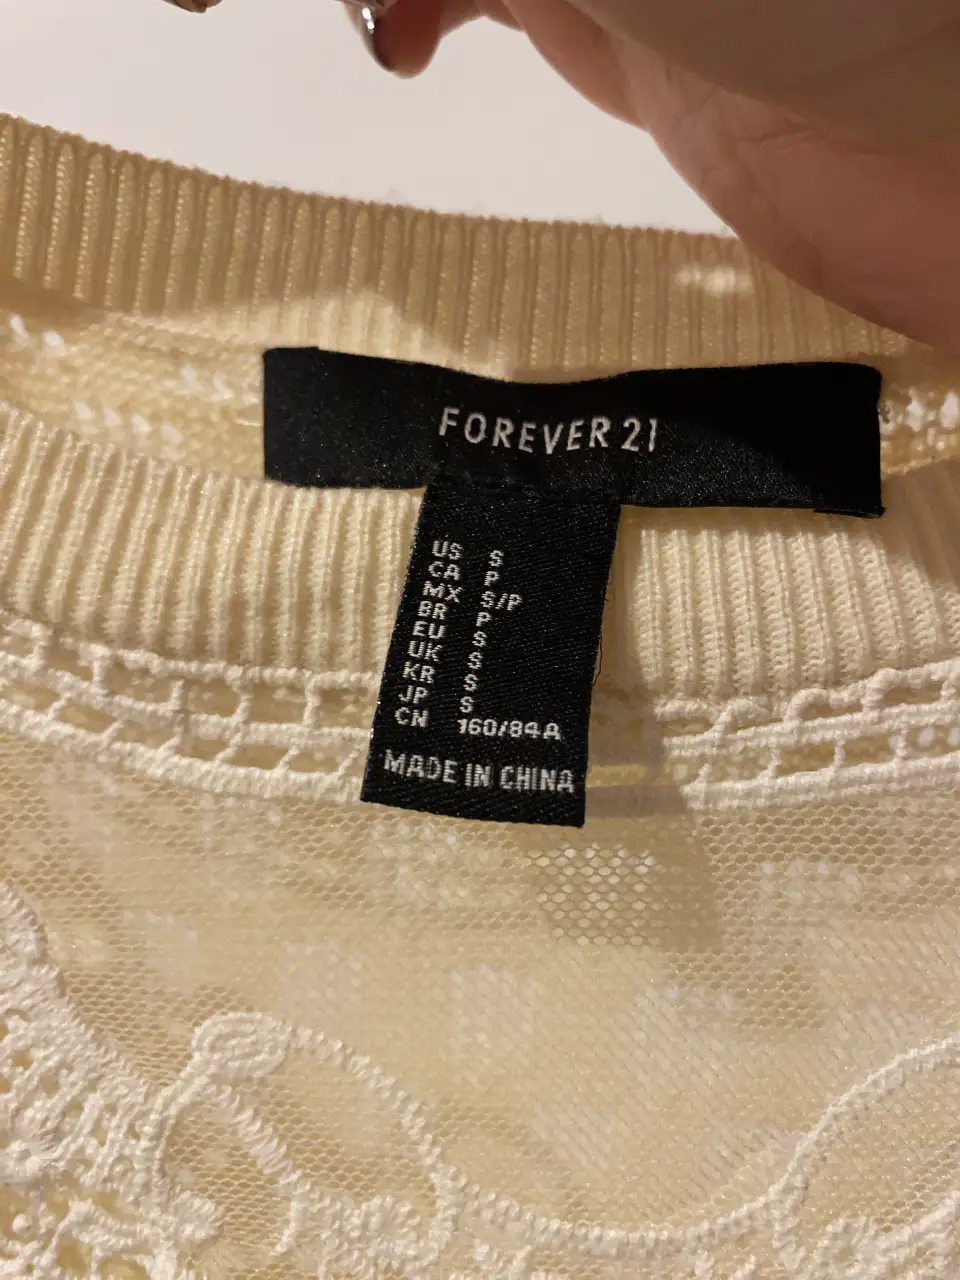 FOREVER 21
US S
CA P
MX S/P
BR P
EU S
UK S
KR S
JP S
CN 160/84A
MADE IN CHINA